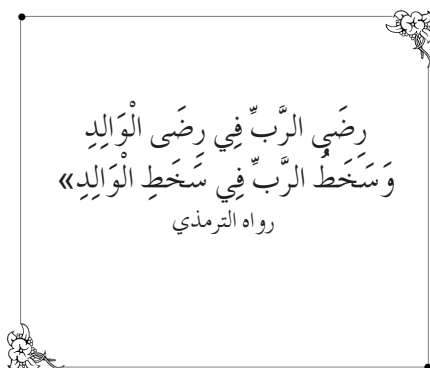 رِضَى الرَّبِّ فِي رِضَى الْوَالِدِ
وَسَخَطُ الرَّبِّ فِي سَخَطِ الْوَالِدِ»
رواه الترمذي